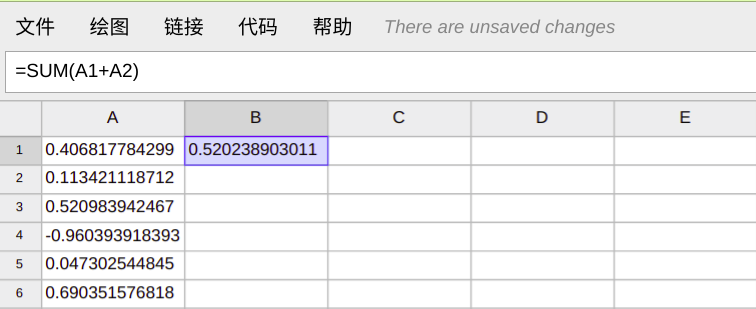 文件 绘图 链接 代码 帮助 There are unsaved changes
=SUM(A1+A2)
A B C D E
1 0.406817784299 0.520238903011
2 0.113421118712
3 0.520983942467
4 -0.960393918393
5 0.047302544845
6 0.690351576818